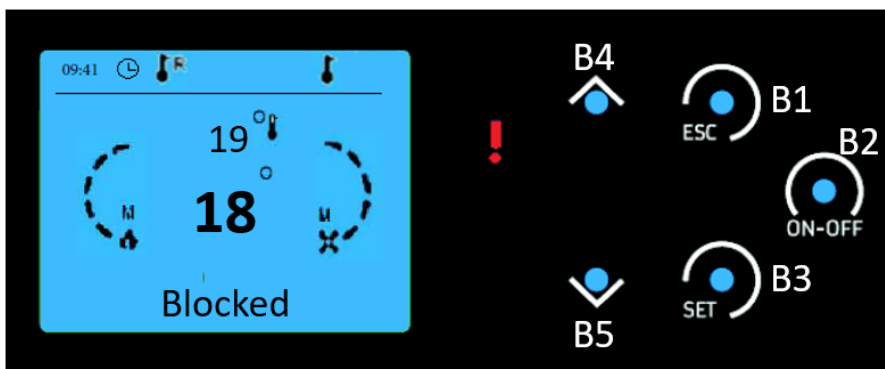 09:41 R
19°
18°
M
M
Blocked
!
B4
B1
ESC
B2
ON-OFF
B3
SET
B5